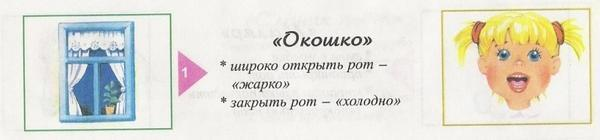 «Окошко»
1
* широко открыть рот –
«жарко»
* закрыть рот – «холодно»